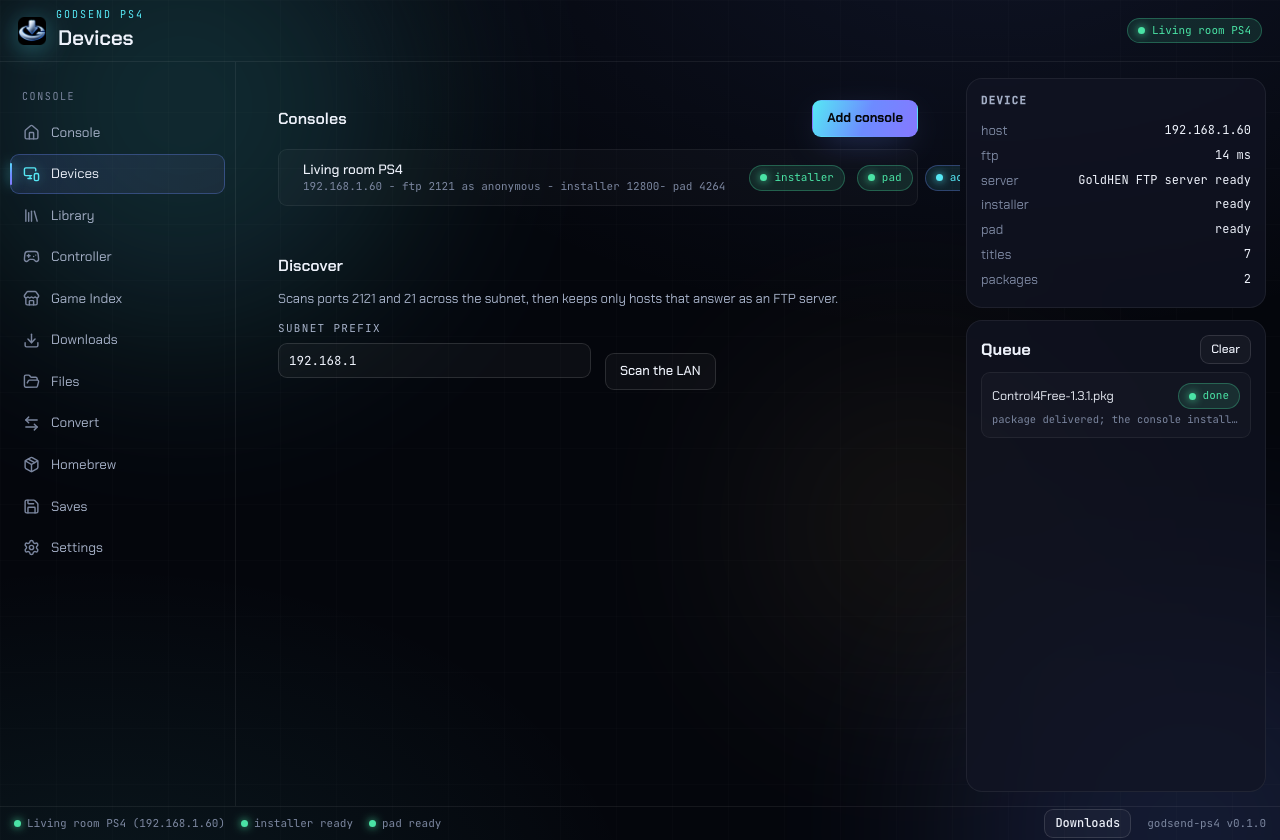 GODSEND PS4
Devices
Living room PS4
CONSOLE
Console
Devices
Library
Controller
Game Index
Downloads
Files
Convert
Homebrew
Saves
Settings
Consoles
Add console
Living room PS4
192.168.1.60 - ftp 2121 as anonymous - installer 12800- pad 4264
installer
pad
Discover
Scans ports 2121 and 21 across the subnet, then keeps only hosts that answer as an FTP server.
SUBNET PREFIX
192.168.1
Scan the LAN
DEVICE
host 192.168.1.60
ftp 14 ms
server GoldHEN FTP server ready
installer ready
pad ready
titles 7
packages 2
Queue
Clear
Control4Free-1.3.1.pkg
done
package delivered; the console install…
Living room PS4 (192.168.1.60)
installer ready
pad ready
Downloads
godsend-ps4 v0.1.0